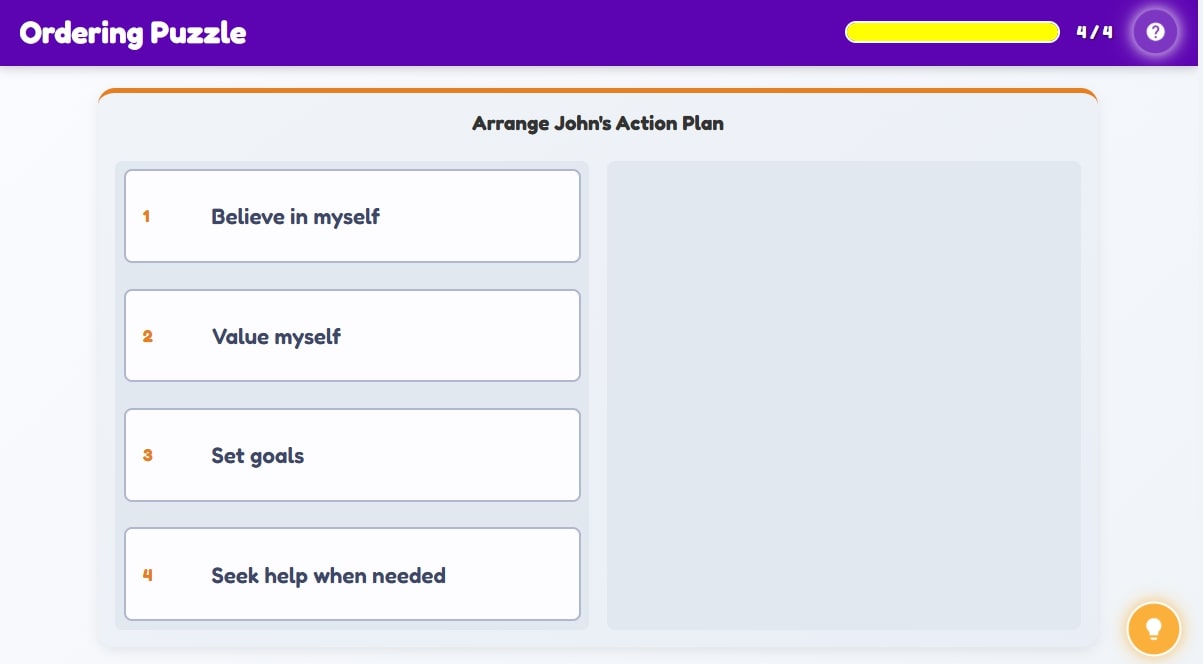 Ordering Puzzle
4/4
?
Arrange John's Action Plan
1 Believe in myself
2 Value myself
3 Set goals
4 Seek help when needed